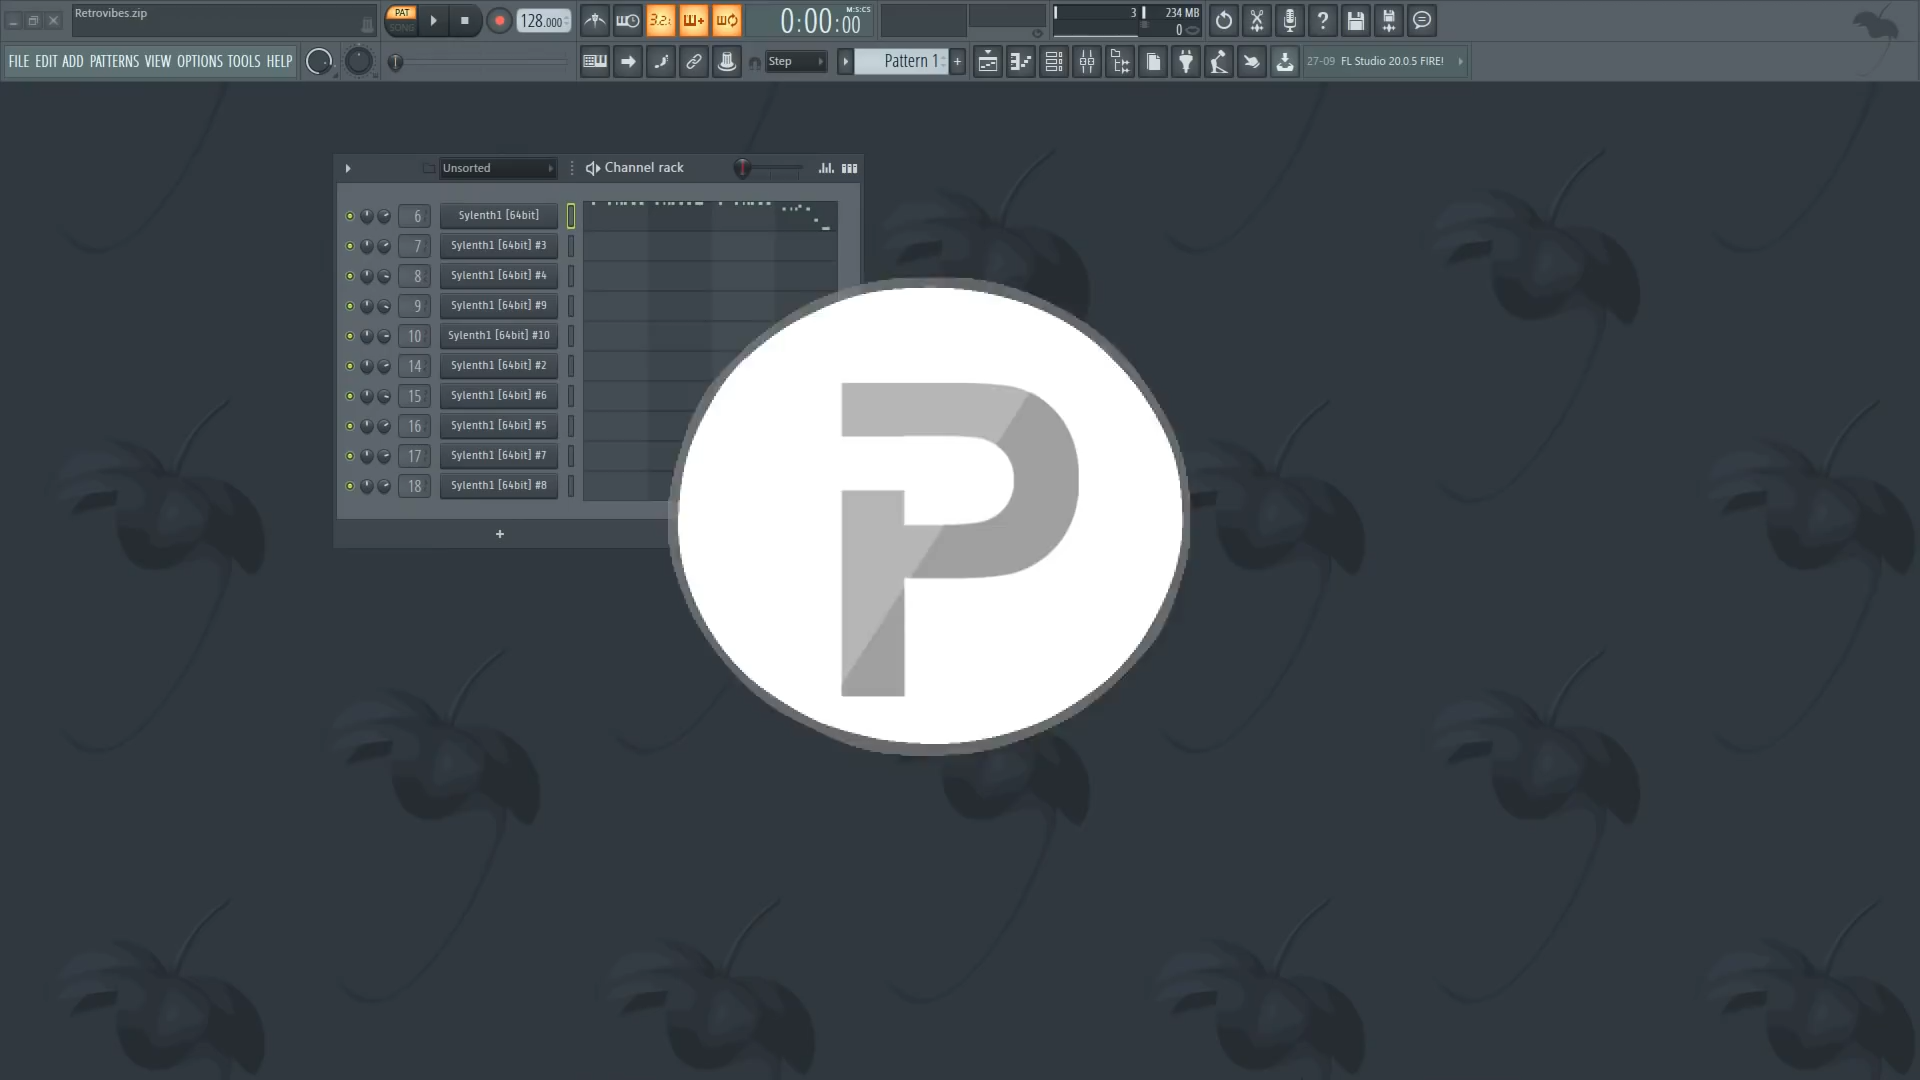 Retrovibes.zip
PAT
SONG
128.000
3.2.
0:00:00
M:S:CS
3
234 MB
0
FILE EDIT ADD PATTERNS VIEW OPTIONS TOOLS HELP
Step
Pattern 1
+
27-09 FL Studio 20.0.5 FIRE!
Unsorted
Channel rack
6 Sylenth1 [64bit]
7 Sylenth1 [64bit] #3
8 Sylenth1 [64bit] #4
9 Sylenth1 [64bit] #9
10 Sylenth1 [64bit] #10
14 Sylenth1 [64bit] #2
15 Sylenth1 [64bit] #6
16 Sylenth1 [64bit] #5
17 Sylenth1 [64bit] #7
18 Sylenth1 [64bit] #8
+
P